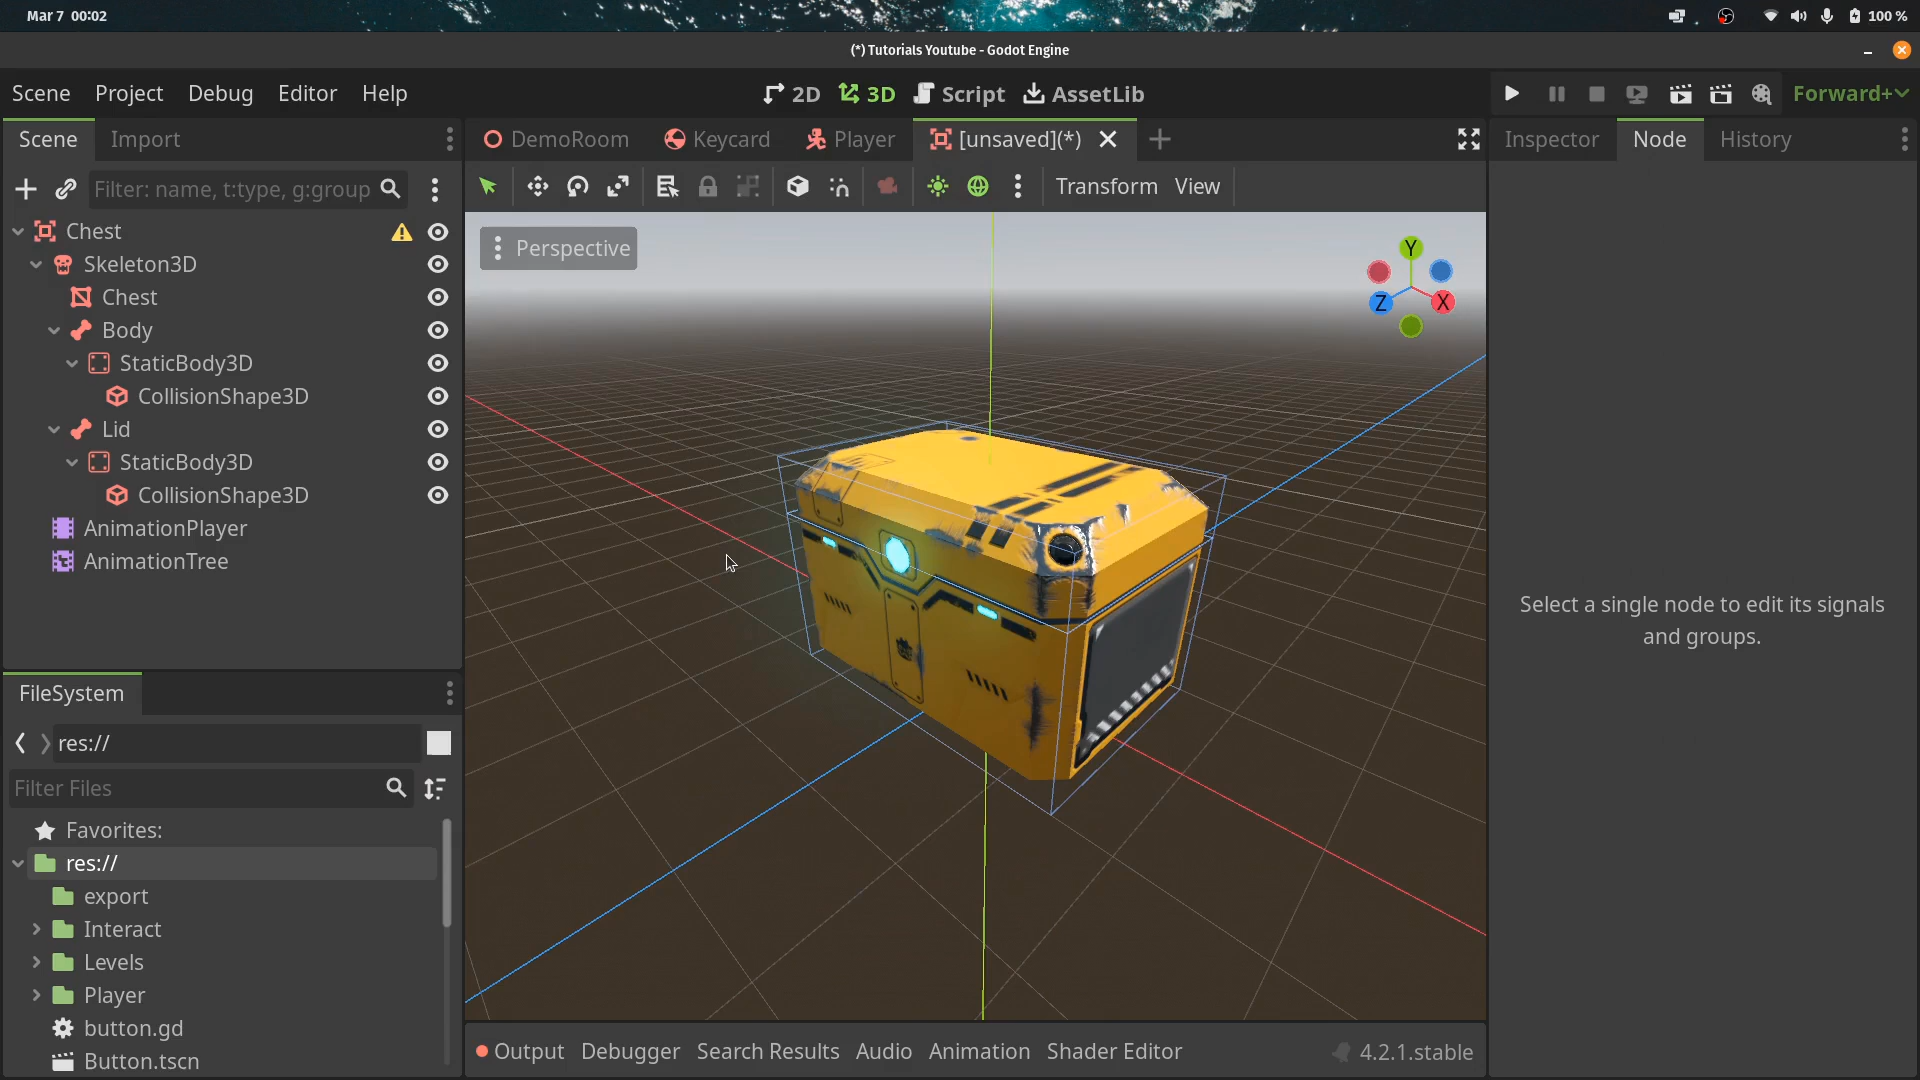 Mar 7 00:02
100 %
(*) Tutorials Youtube - Godot Engine
Scene Project Debug Editor Help
2D 3D Script AssetLib
Forward+
Scene Import
DemoRoom Keycard Player [unsaved](*)
Inspector Node History
Filter: name, t:type, g:group
Transform View
Chest
Skeleton3D
Chest
Body
StaticBody3D
CollisionShape3D
Lid
StaticBody3D
CollisionShape3D
AnimationPlayer
AnimationTree
Perspective
Y
Z
X
Select a single node to edit its signals
and groups.
FileSystem
res://
Filter Files
Favorites:
res://
export
Interact
Levels
Player
button.gd
Button.tscn
Output Debugger Search Results Audio Animation Shader Editor
4.2.1.stable